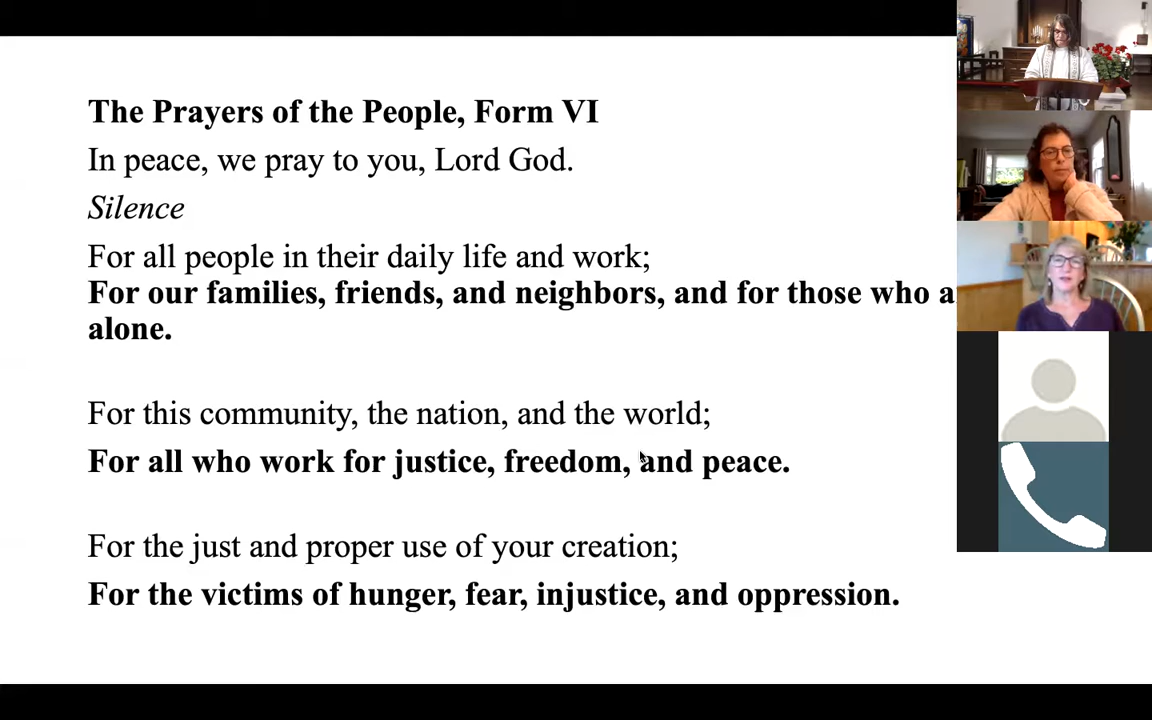 The Prayers of the People, Form VI
In peace, we pray to you, Lord God.
Silence
For all people in their daily life and work;
For our families, friends, and neighbors, and for those who a
alone.
For this community, the nation, and the world;
For all who work for justice, freedom, and peace.
For the just and proper use of your creation;
For the victims of hunger, fear, injustice, and oppression.